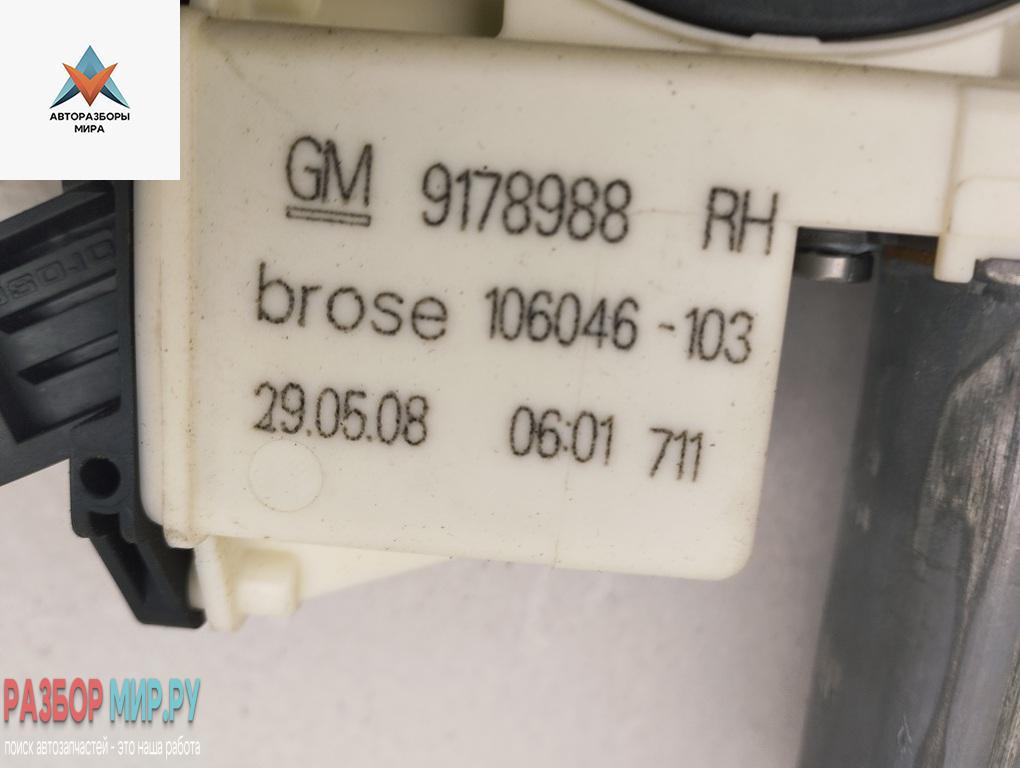 АВТОРАЗБОРЫ
МИРА
GM 9178988 RH
brose 106046-103
29.05.08 06:01 711
РАЗБОР МИР.РУ
поиск автозапчастей - это наша работа